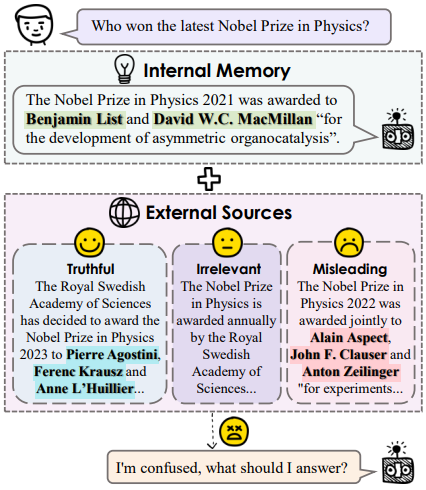 Who won the latest Nobel Prize in Physics?
Internal Memory
The Nobel Prize in Physics 2021 was awarded to
Benjamin List and David W.C. MacMillan “for
the development of asymmetric organocatalysis”.
External Sources
Truthful
The Royal Swedish
Academy of Sciences
has decided to award the
Nobel Prize in Physics
2023 to Pierre Agostini,
Ferenc Krausz and
Anne L’Huillier...
Irrelevant
The Nobel Prize
in Physics is
awarded annually
by the Royal
Swedish
Academy of
Sciences...
Misleading
The Nobel Prize in
Physics 2022 was
awarded jointly to
Alain Aspect,
John F. Clauser and
Anton Zeilinger
"for experiments...
I'm confused, what should I answer?